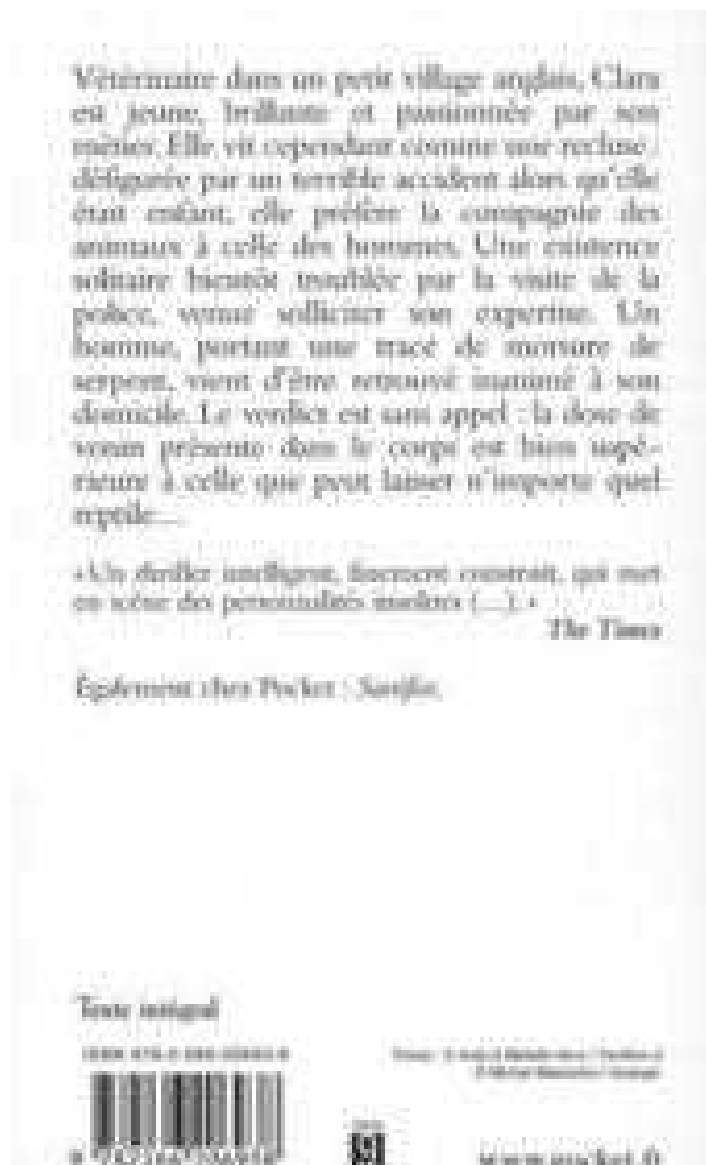 Vétérinaire dans un petit village anglais, Clara
est jeune, brillante et passionnée par son
métier. Elle vit cependant comme une recluse :
défigurée par un terrible accident alors qu'elle
était enfant, elle préfère la compagnie des
animaux à celle des hommes. Une existence
solitaire bientôt troublée par la visite de la
police, venue solliciter son expertise. Un
homme, portant une trace de morsure de
serpent, vient d'être retrouvé inanimé à son
domicile. Le verdict est sans appel : la dose de
venin présente dans le corps est bien supé-
rieure à celle que peut laisser n'importe quel
reptile...
«Un thriller intelligent, finement construit, qui met
en scène des personnalités insolites (...). »
The Times
Également chez Pocket : Sacrifice.
Texte intégral
ISBN
www.pocket.fr